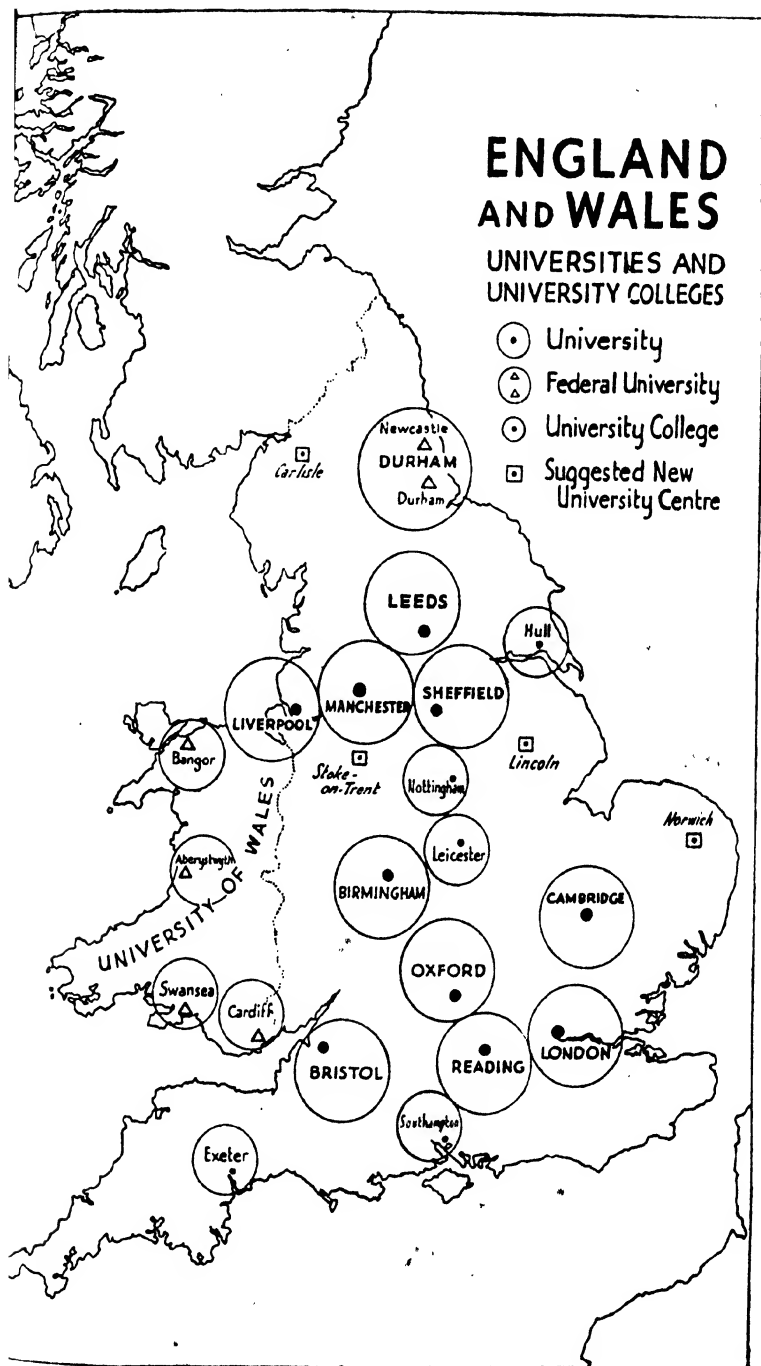 ENGLAND
AND WALES
UNIVERSITIES AND
UNIVERSITY COLLEGES
University
Federal University
University College
Suggested New
University Centre
Newcastle
DURHAM
Durham
Carlisle
LEEDS
Hull
LIVERPOOL
MANCHESTER
SHEFFIELD
Bangor
Stoke-
on-Trent
Lincoln
Nottingham
Norwich
Aberystwyth
Leicester
BIRMINGHAM
CAMBRIDGE
UNIVERSITY OF WALES
OXFORD
Swansea
Cardiff
BRISTOL
READING
LONDON
Southampton
Exeter